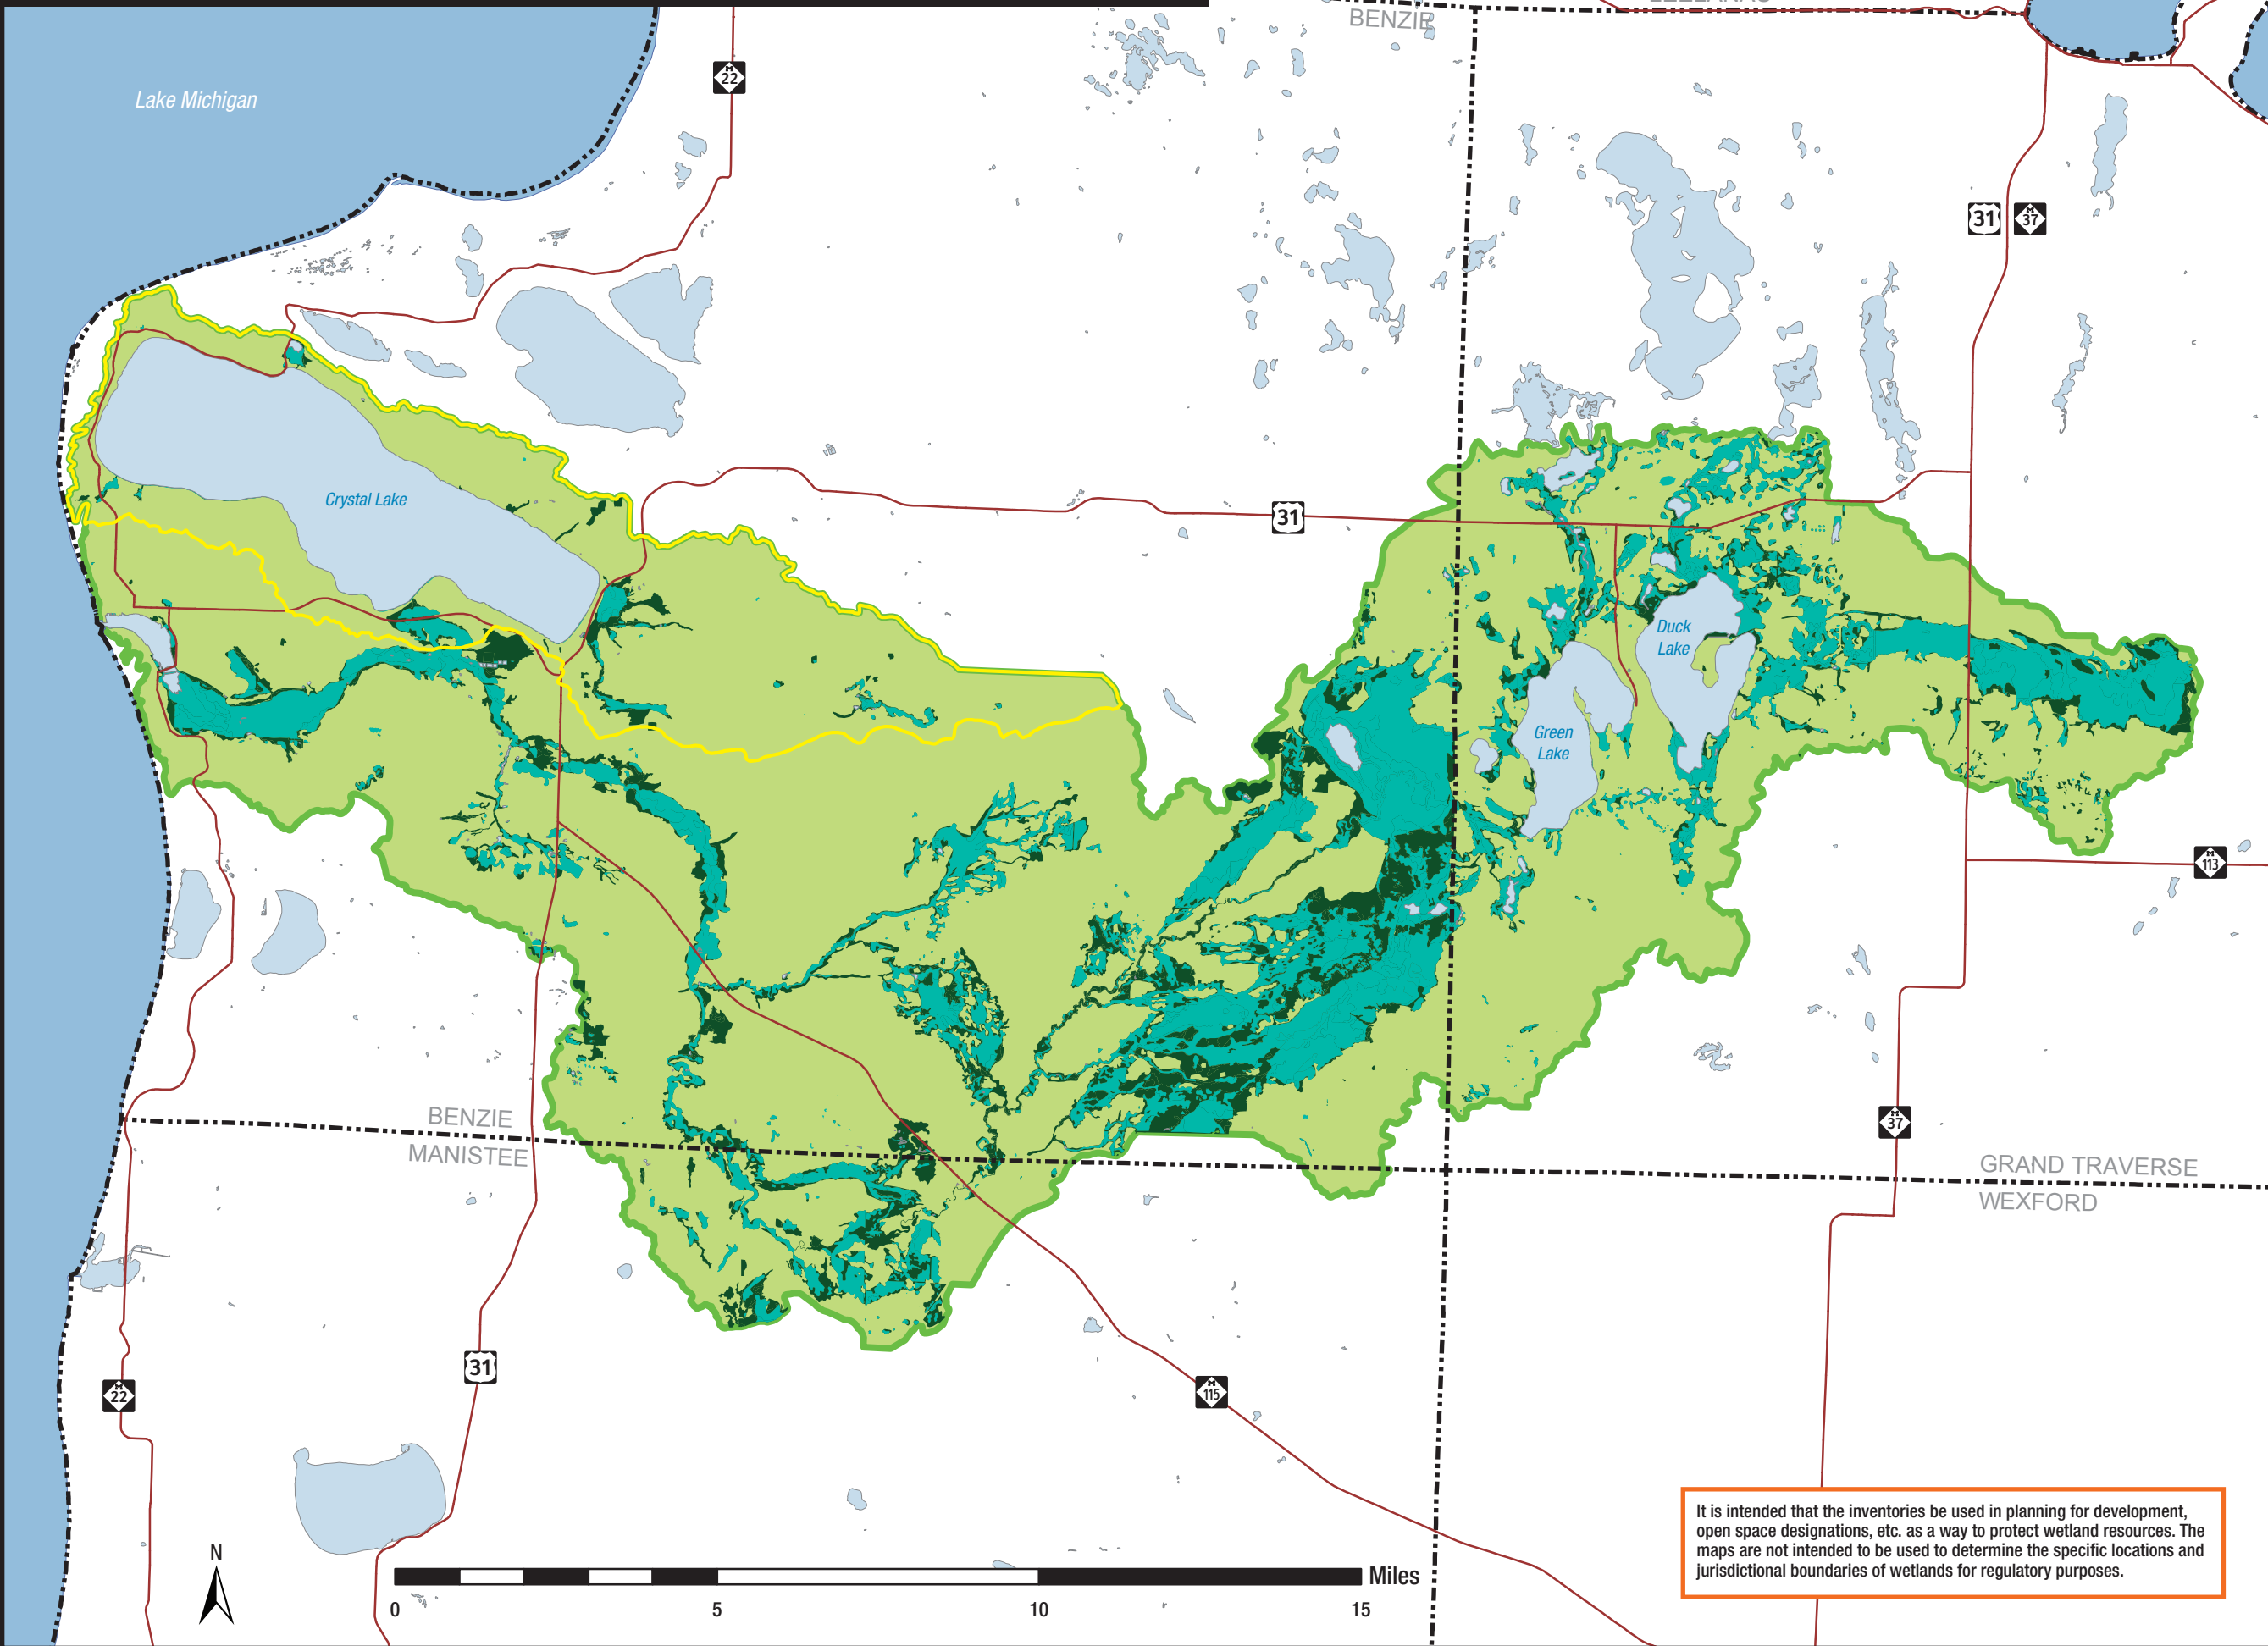 BENZIE
M
22
Lake Michigan
31
M
37
Crystal Lake
31
Duck
Lake
Green
Lake
M
113
BENZIE
MANISTEE
M
37
GRAND TRAVERSE
WEXFORD
31
M
22
M
115
It is intended that the inventories be used in planning for development,
open space designations, etc. as a way to protect wetland resources. The
maps are not intended to be used to determine the specific locations and
jurisdictional boundaries of wetlands for regulatory purposes.
N
Miles
0 5 10 15